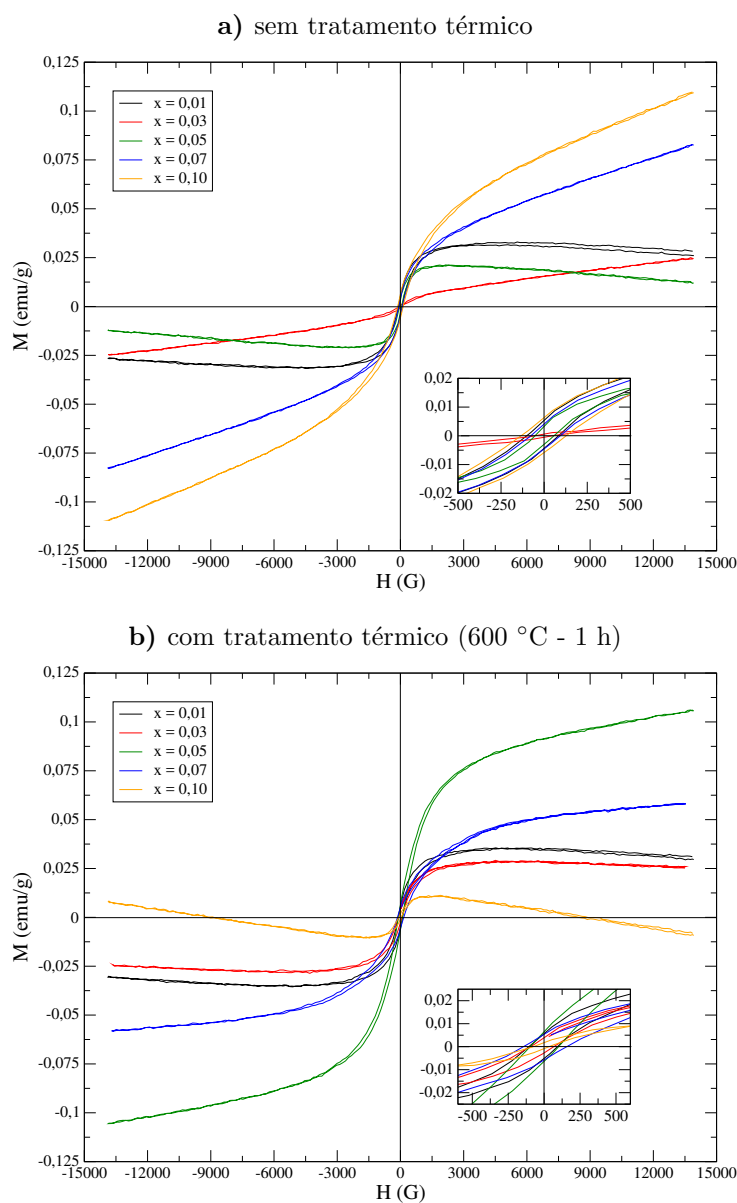 a) sem tratamento térmico
0,125
0,1
0,075
0,05
0,025
0
-0,025
-0,05
-0,075
-0,1
-0,125
M (emu/g)
x = 0,01
x = 0,03
x = 0,05
x = 0,07
x = 0,10
0,02
0,01
0
-0,01
-0,02
-500 -250 0 250 500
-15000 -12000 -9000 -6000 -3000 0 3000 6000 9000 12000 15000
H (G)
b) com tratamento térmico (600 °C - 1 h)
0,125
0,1
0,075
0,05
0,025
0
-0,025
-0,05
-0,075
-0,1
-0,125
M (emu/g)
x = 0,01
x = 0,03
x = 0,05
x = 0,07
x = 0,10
0,02
0,01
0
-0,01
-0,02
-500 -250 0 250 500
-15000 -12000 -9000 -6000 -3000 0 3000 6000 9000 12000 15000
H (G)